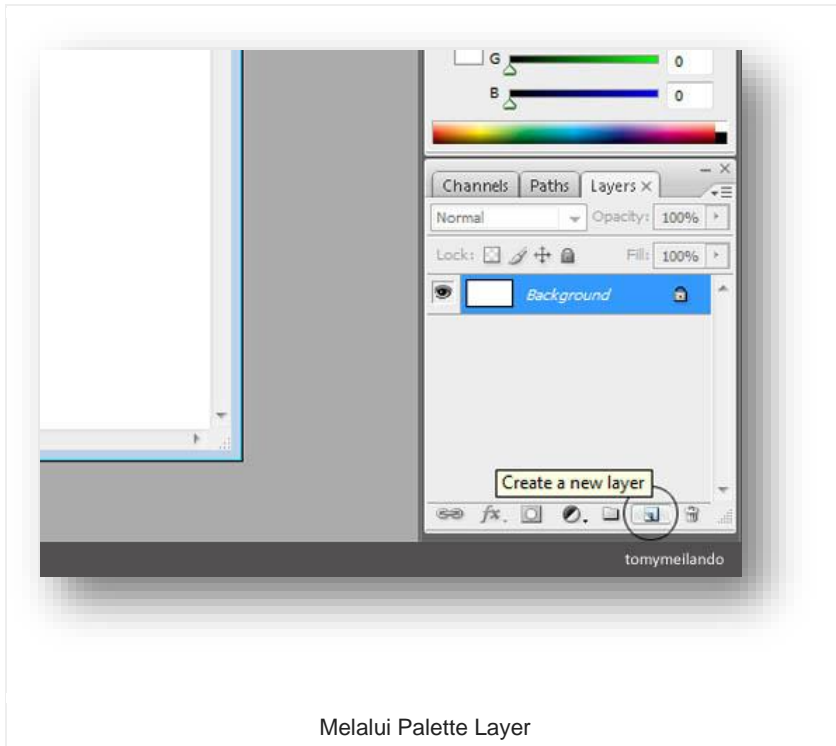 G 0
B 0
Channels Paths Layers ×
Normal Opacity: 100%
Lock: Fill: 100%
Background
Create a new layer
fx.
tomymeilando
Melalui Palette Layer